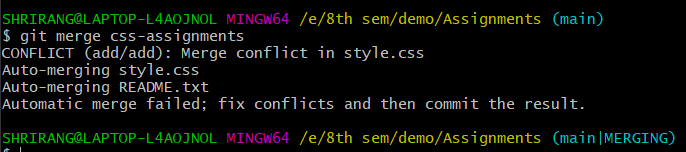 SHRIRANG@LAPTOP-L4AOJNOL MINGW64 /e/8th sem/demo/Assignments (main)
$ git merge css-assignments
CONFLICT (add/add): Merge conflict in style.css
Auto-merging style.css
Auto-merging README.txt
Automatic merge failed; fix conflicts and then commit the result.
SHRIRANG@LAPTOP-L4AOJNOL MINGW64 /e/8th sem/demo/Assignments (main|MERGING)
$